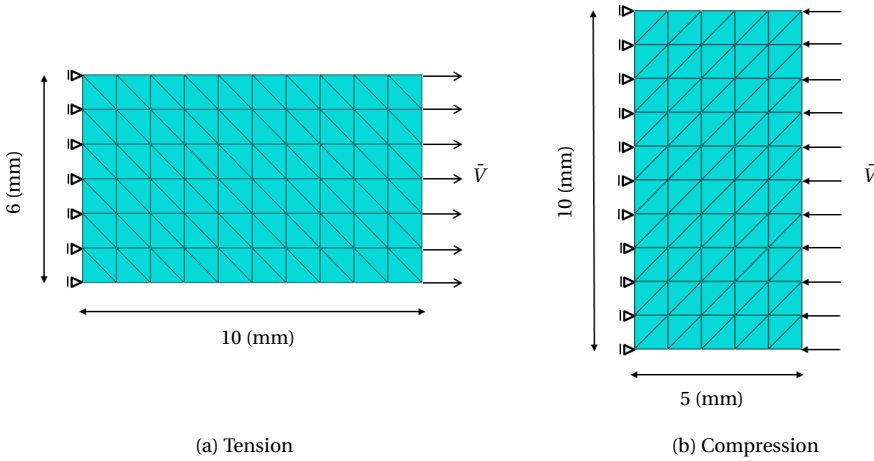 6 (mm)
V̄
10 (mm)
(a) Tension
10 (mm)
V̄
5 (mm)
(b) Compression